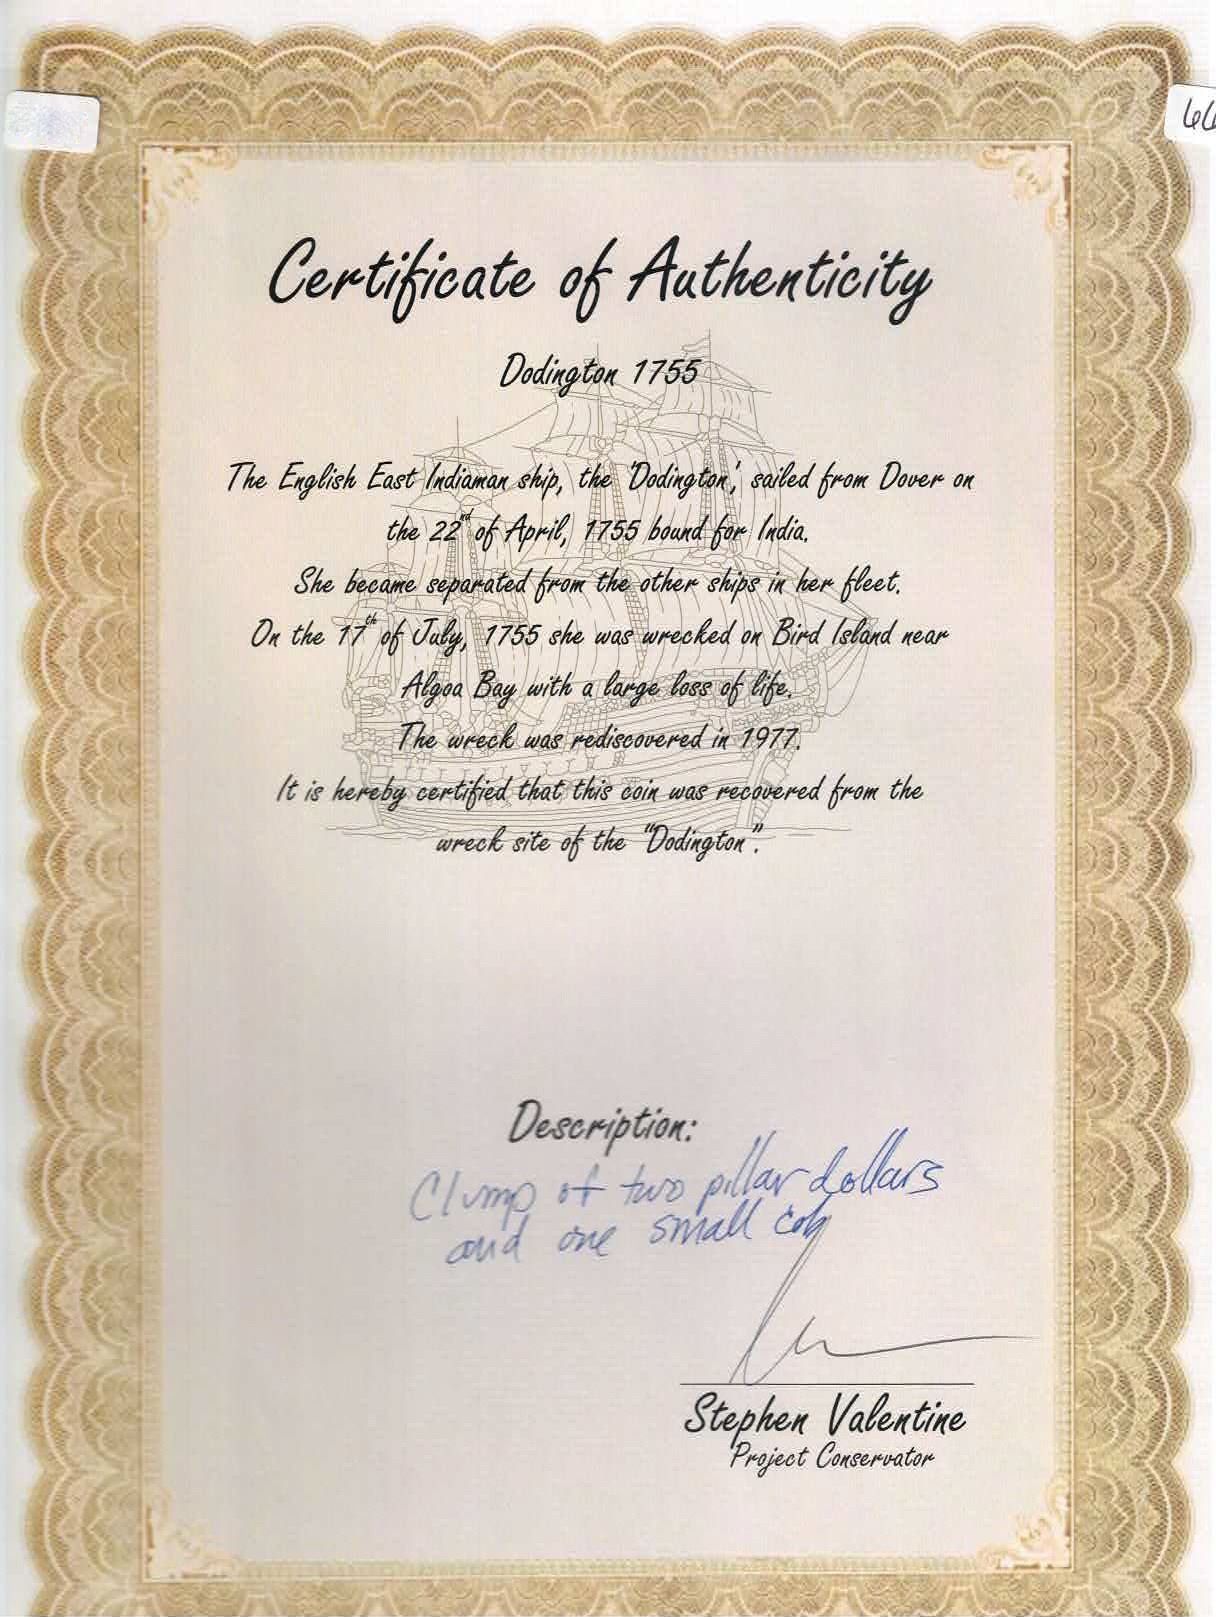 66
Certificate of Authenticity
Dodington 1755
The English East Indiaman ship, the 'Dodington', sailed from Dover on
the 22nd of April, 1755 bound for India.
She became separated from the other ships in her fleet.
On the 17th of July, 1755 she was wrecked on Bird Island near
Algoa Bay with a large loss of life.
The wreck was rediscovered in 1977.
It is hereby certified that this coin was recovered from the
wreck site of the "Dodington".
Description:
Clump of two pillar dollars
and one small cob
Stephen Valentine
Project Conservator